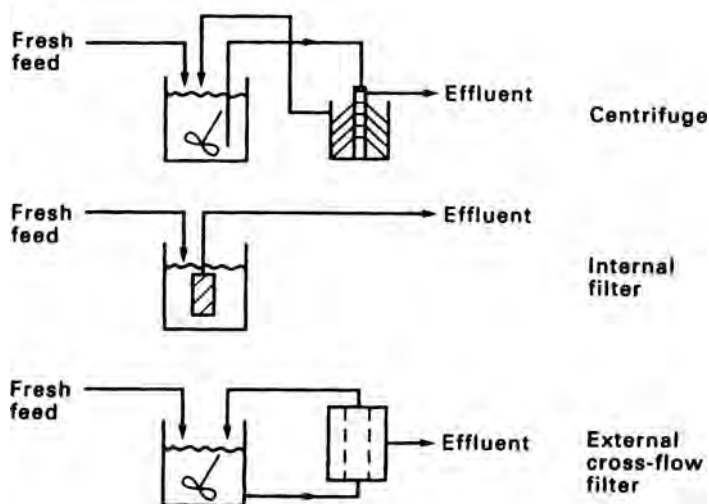 Fresh
feed
Effluent
Centrifuge
Fresh
feed
Effluent
Internal
filter
Fresh
feed
Effluent
External
cross-flow
filter